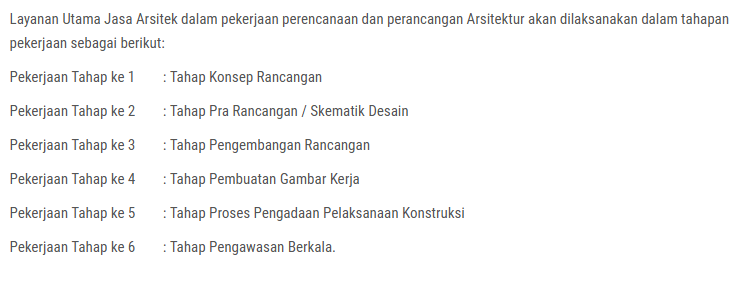 Layanan Utama Jasa Arsitek dalam pekerjaan perencanaan dan perancangan Arsitektur akan dilaksanakan dalam tahapan
pekerjaan sebagai berikut:
Pekerjaan Tahap ke 1 : Tahap Konsep Rancangan
Pekerjaan Tahap ke 2 : Tahap Pra Rancangan / Skematik Desain
Pekerjaan Tahap ke 3 : Tahap Pengembangan Rancangan
Pekerjaan Tahap ke 4 : Tahap Pembuatan Gambar Kerja
Pekerjaan Tahap ke 5 : Tahap Proses Pengadaan Pelaksanaan Konstruksi
Pekerjaan Tahap ke 6 : Tahap Pengawasan Berkala.